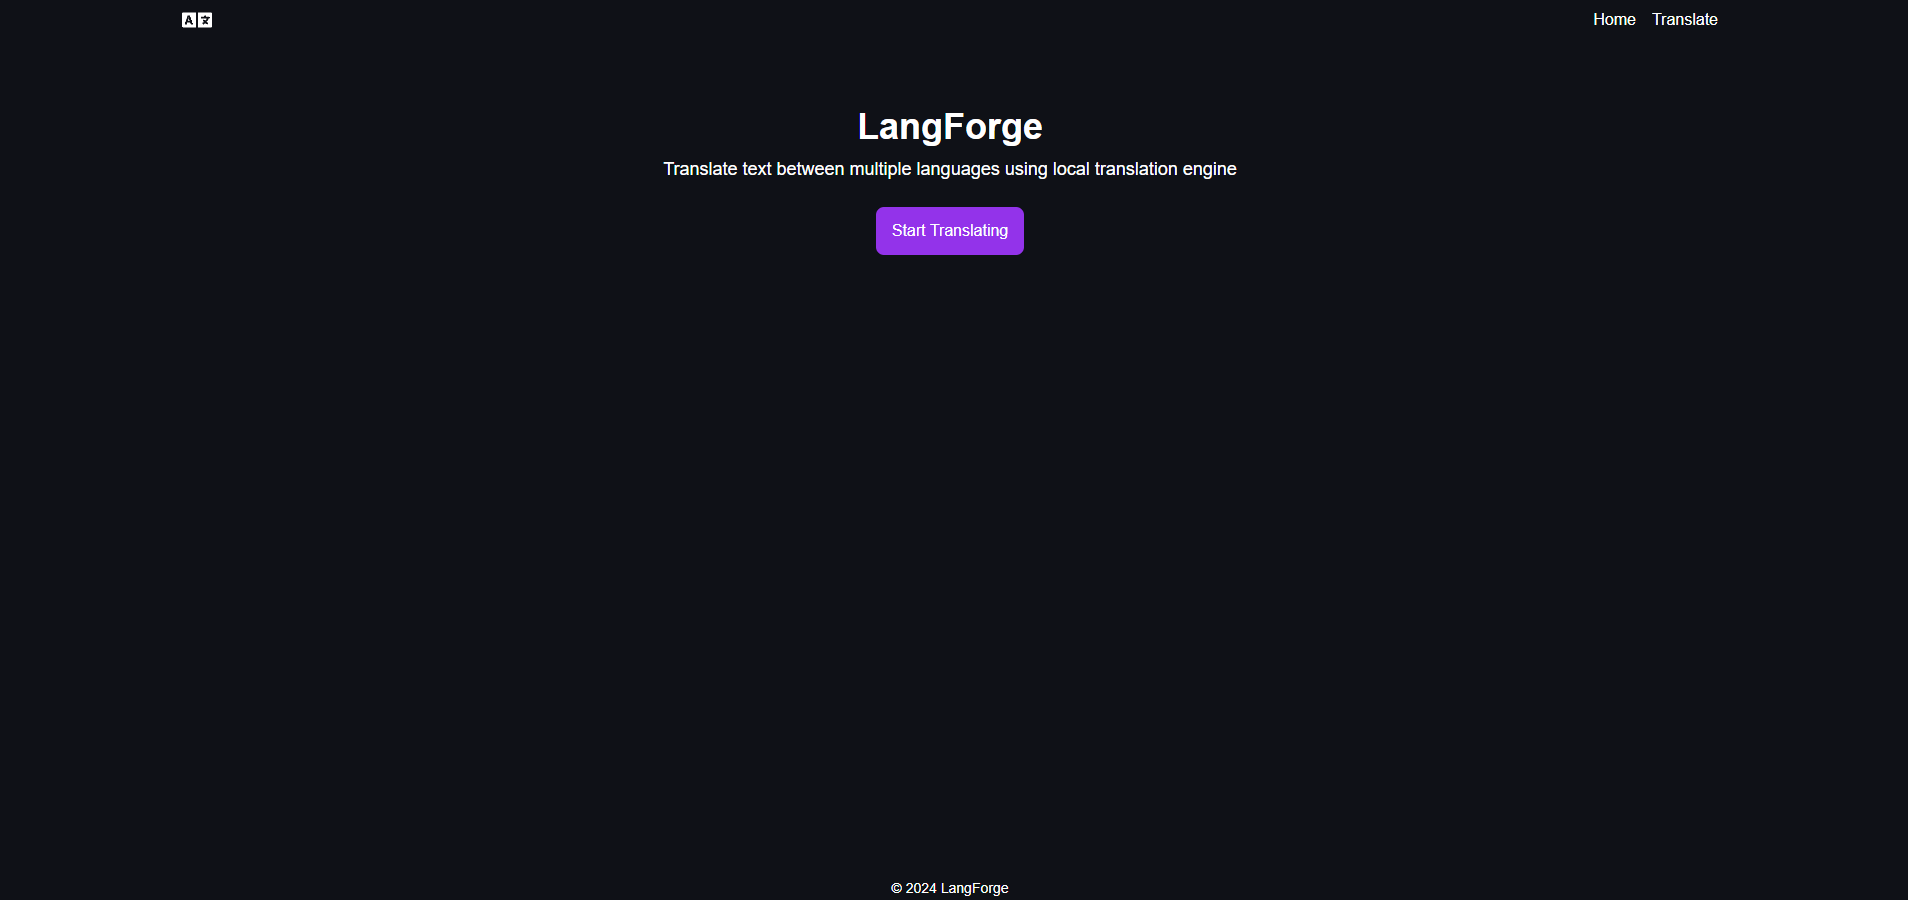 A 文
Home Translate
LangForge
Translate text between multiple languages using local translation engine
Start Translating
© 2024 LangForge